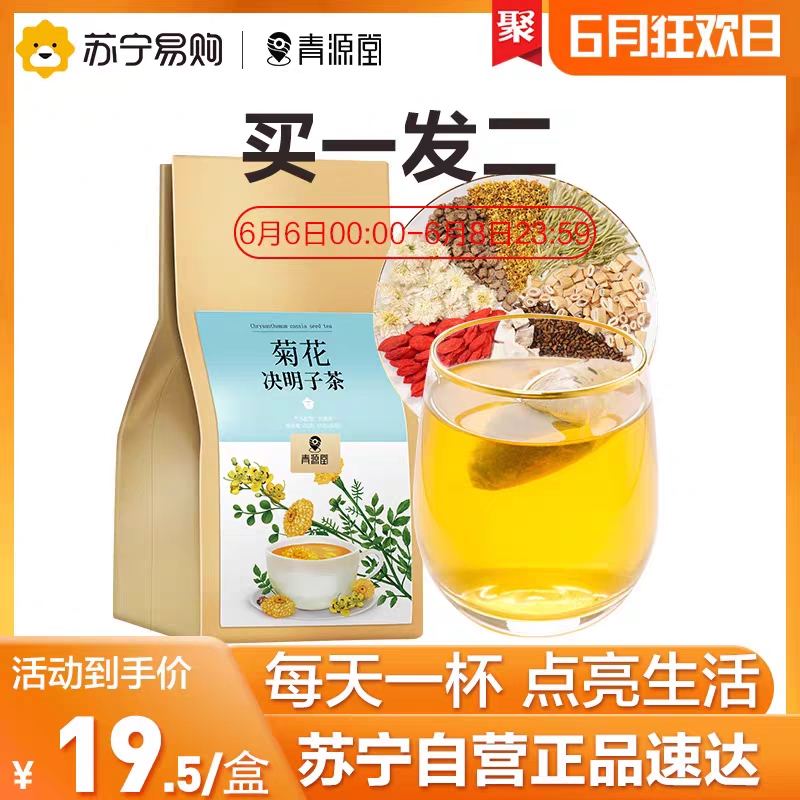 苏宁易购 青源堂
聚 6月狂欢日
买一发二
6月6日00:00-6月8日23:59
Chrysanthemum cassia seed tea
菊花
决明子茶
青源堂
活动到手价
¥19.5/盒
每天一杯 点亮生活
苏宁自营正品速达